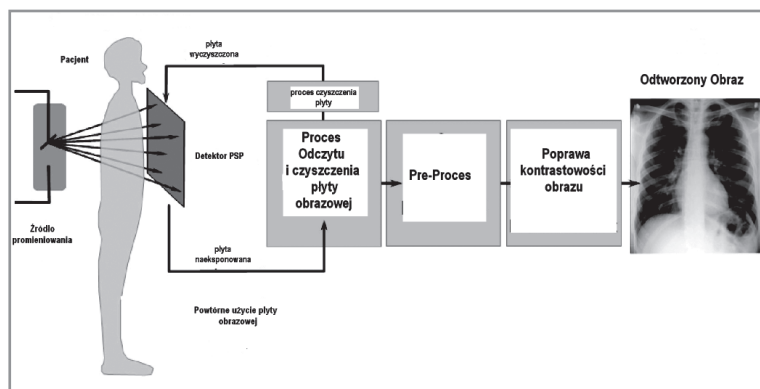 Pacjent
płyta
wyczyszczona
proces czyszczenia
płyty
Odtworzony Obraz
Detektor PSP
Proces
Odczytu
i czyszczenia
płyty
obrazowej
Pre-Proces
Poprawa
kontrastowości
obrazu
Źródło
promieniowania
płyta
naeksponowana
Powtórne użycie płyty
obrazowej